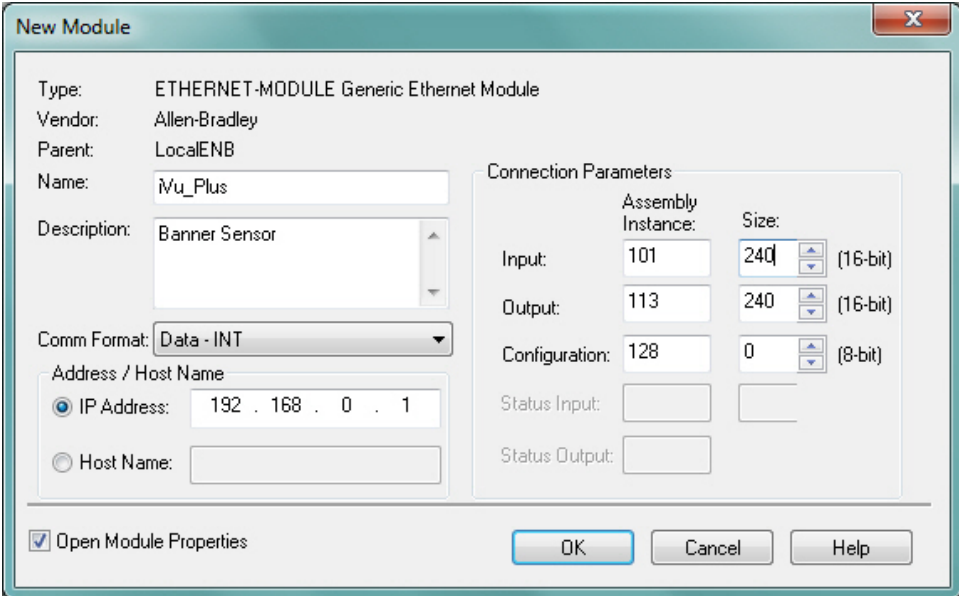 New Module
Type: ETHERNET-MODULE Generic Ethernet Module
Vendor: Allen-Bradley
Parent: LocalENB
Name: iVu_Plus
Description: Banner Sensor
Comm Format: Data - INT
Address / Host Name
IP Address: 192 . 168 . 0 . 1
Host Name:
Connection Parameters
Assembly
Instance: Size:
Input: 101 240 (16-bit)
Output: 113 240 (16-bit)
Configuration: 128 0 (8-bit)
Status Input:
Status Output:
Open Module Properties
OK Cancel Help